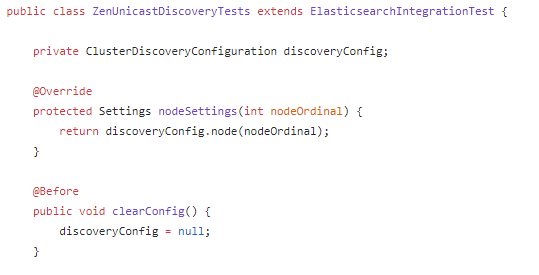 public class ZenUnicastDiscoveryTests extends ElasticsearchIntegrationTest {
private ClusterDiscoveryConfiguration discoveryConfig;
@Override
protected Settings nodeSettings(int nodeOrdinal) {
return discoveryConfig.node(nodeOrdinal);
}
@Before
public void clearConfig() {
discoveryConfig = null;
}